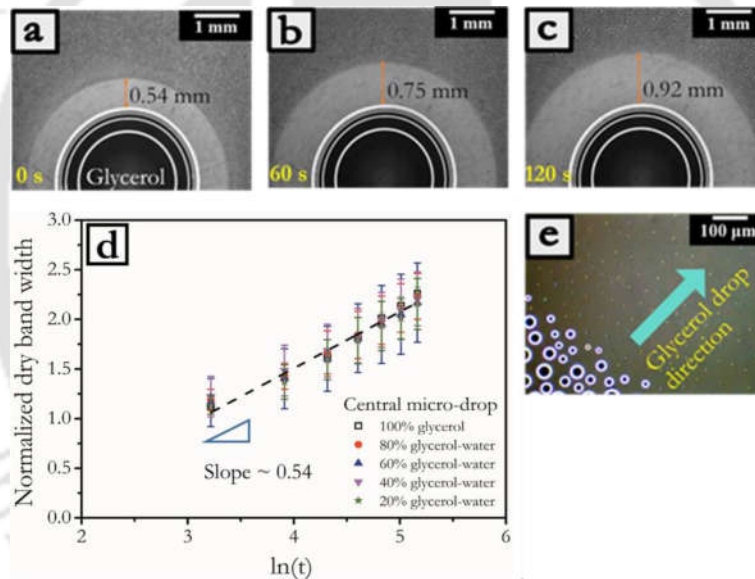 a
1 mm
0.54 mm
0 s
Glycerol
b
1 mm
0.75 mm
60 s
c
1 mm
0.92 mm
120 s
d
Normalized dry band width
3.0
2.5
2.0
1.5
1.0
0.5
0.0
2
3
4
5
6
ln(t)
Slope ~ 0.54
Central micro-drop
100% glycerol
80% glycerol-water
60% glycerol-water
40% glycerol-water
20% glycerol-water
e
100 µm
Glycerol drop
direction